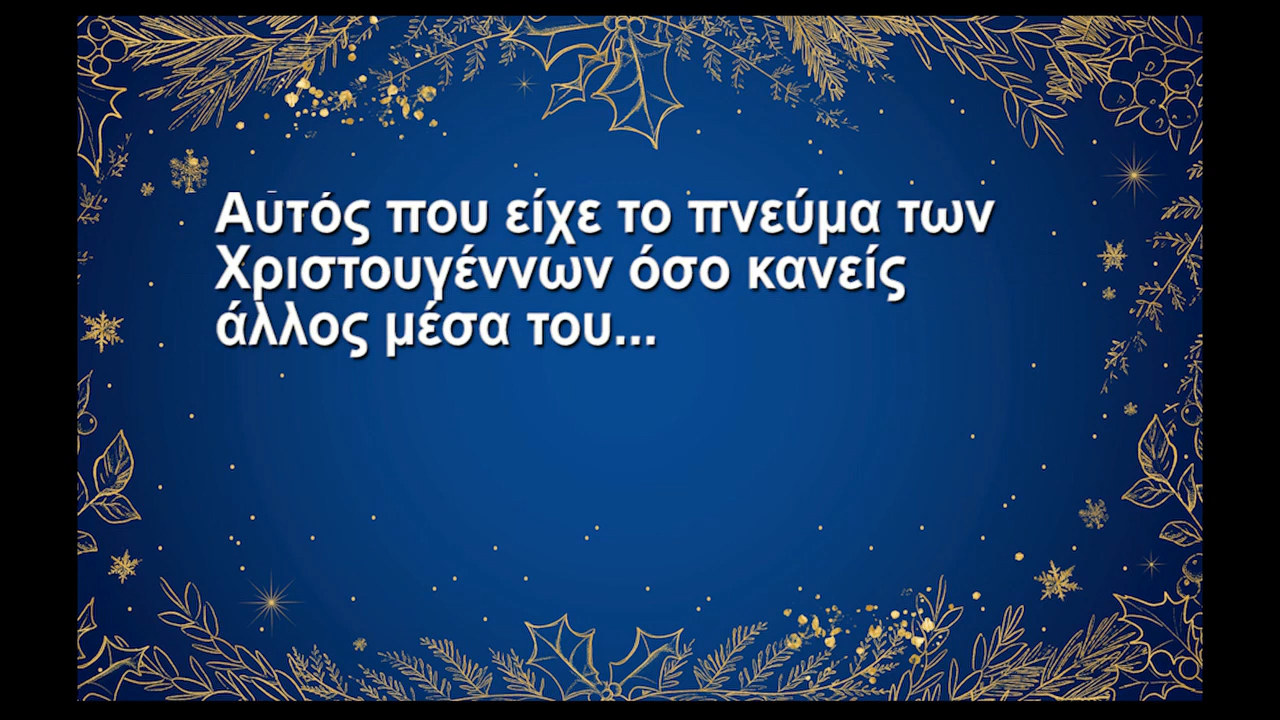 Αυτός που είχε το πνεύμα των
Χριστουγέννων όσο κανείς
άλλος μέσα του...